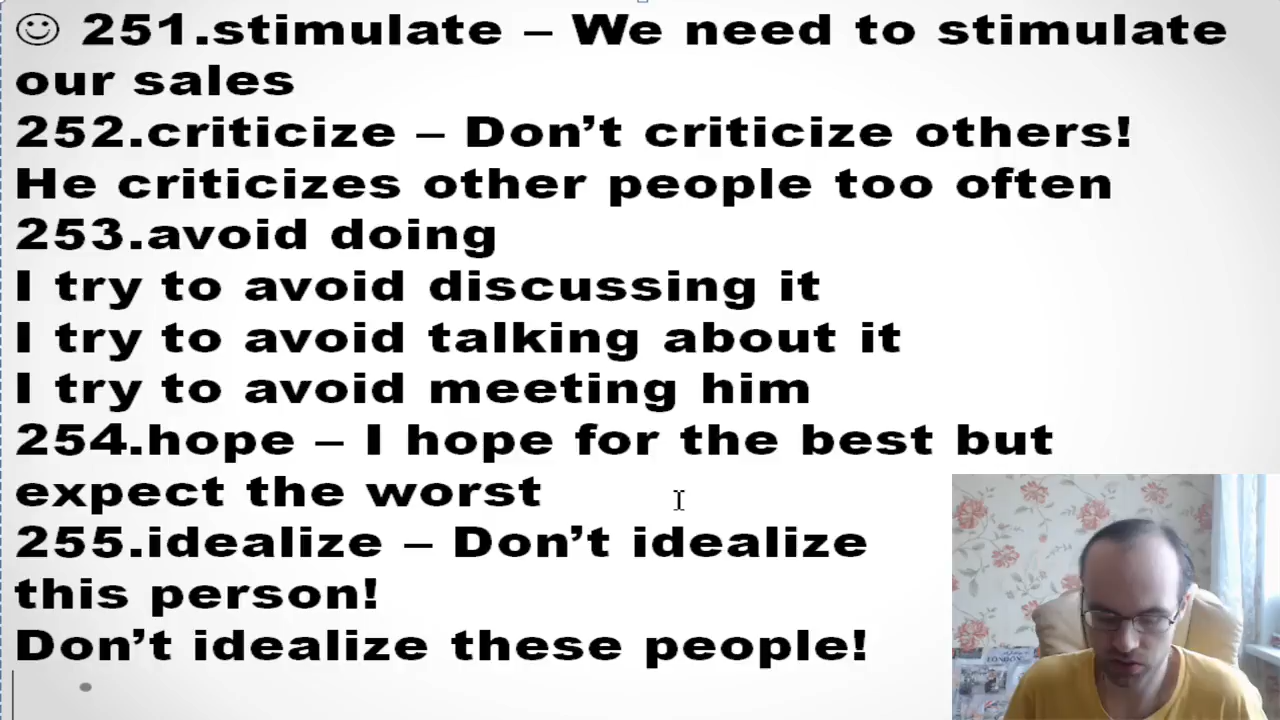 ☺ 251.stimulate – We need to stimulate
our sales
252.criticize – Don’t criticize others!
He criticizes other people too often
253.avoid doing
I try to avoid discussing it
I try to avoid talking about it
I try to avoid meeting him
254.hope – I hope for the best but
expect the worst
255.idealize – Don’t idealize
this person!
Don’t idealize these people!
LONDON